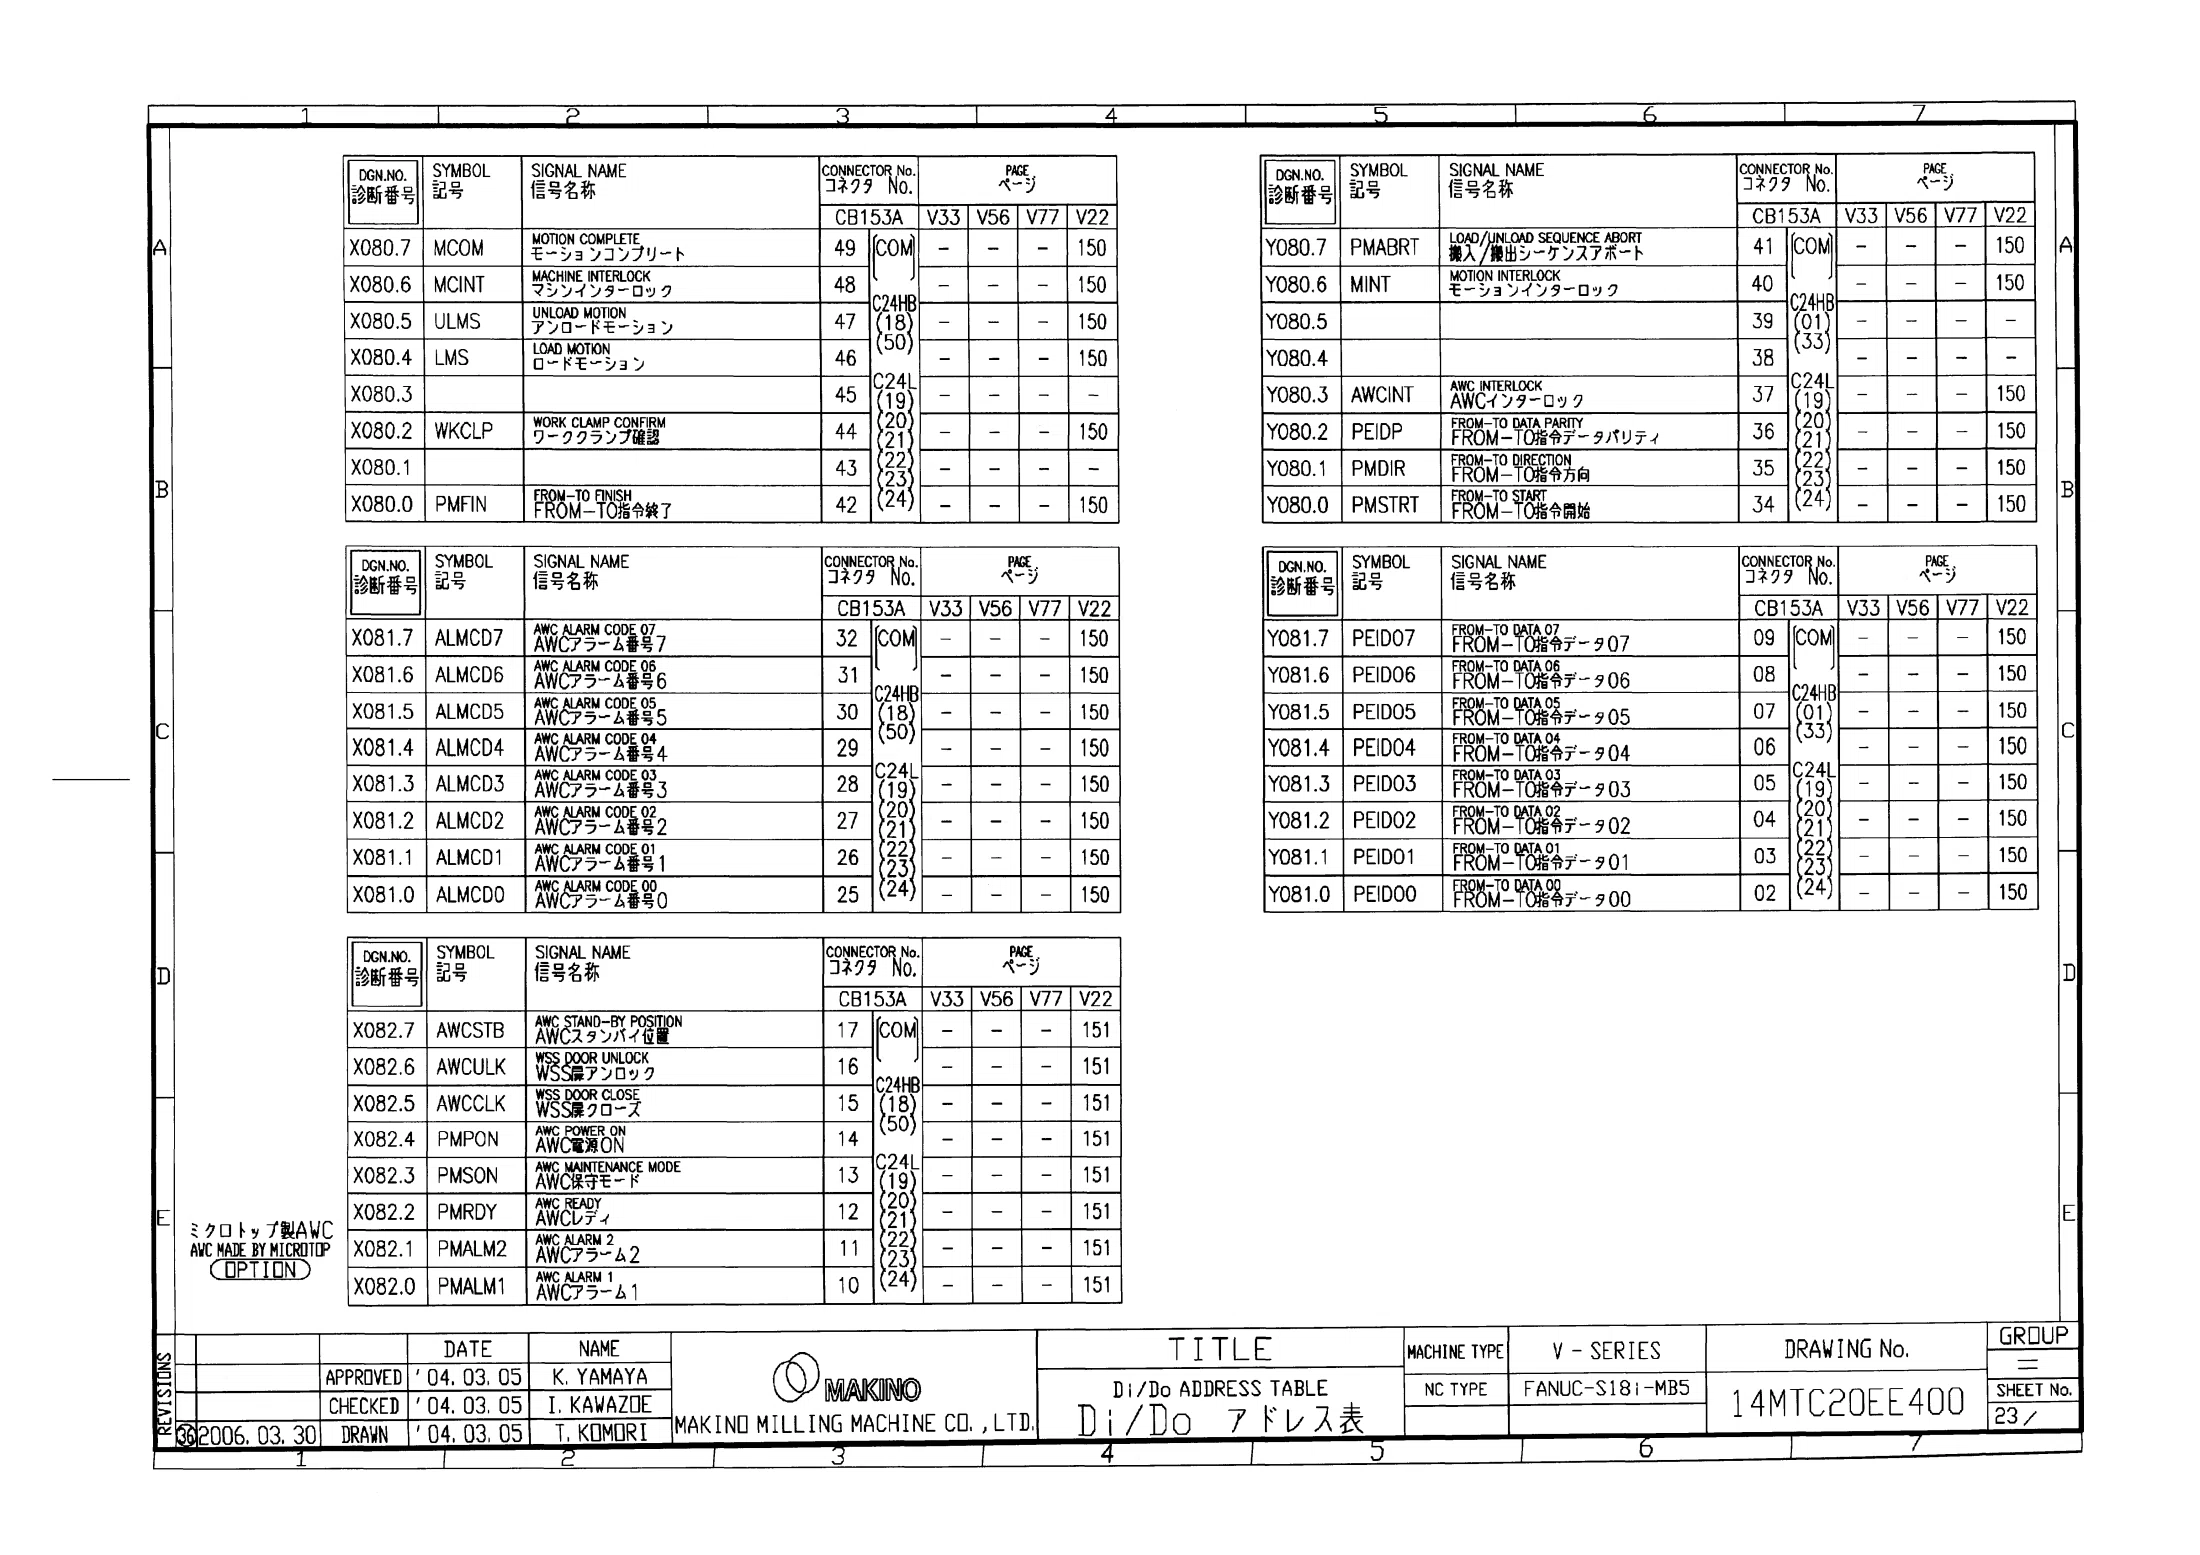 1 2 3 4 5 6 7
A
B
C
D
E
DGN.NO. SYMBOL SIGNAL NAME CONNECTOR No. PAGE
診断番号 記号 信号名称 コネクタ No. ページ
CB153A V33 V56 V77 V22
X080.7 MCOM MOTION COMPLETE 49 (COM) – – – 150
モーションコンプリート
X080.6 MCINT MACHINE INTERLOCK 48 – – – 150
マシンインターロック C24HB
X080.5 ULMS UNLOAD MOTION 47 (18) – – – 150
アンロードモーション (50)
X080.4 LMS LOAD MOTION 46 – – – 150
ロードモーション C24L
X080.3 45 (19) – – – –
X080.2 WKCLP WORK CLAMP CONFIRM 44 (20) – – – 150
ワーククランプ確認 (21)
X080.1 43 (22) – – – –
(23)
X080.0 PMFIN FROM-TO FINISH 42 (24) – – – 150
FROM-TO指令終了
DGN.NO. SYMBOL SIGNAL NAME CONNECTOR No. PAGE
診断番号 記号 信号名称 コネクタ No. ページ
CB153A V33 V56 V77 V22
X081.7 ALMCD7 AWC ALARM CODE 07 32 (COM) – – – 150
AWCアラーム番号7
X081.6 ALMCD6 AWC ALARM CODE 06 31 – – – 150
AWCアラーム番号6 C24HB
X081.5 ALMCD5 AWC ALARM CODE 05 30 (18) – – – 150
AWCアラーム番号5 (50)
X081.4 ALMCD4 AWC ALARM CODE 04 29 – – – 150
AWCアラーム番号4 C24L
X081.3 ALMCD3 AWC ALARM CODE 03 28 (19) – – – 150
AWCアラーム番号3 (20)
X081.2 ALMCD2 AWC ALARM CODE 02 27 (21) – – – 150
AWCアラーム番号2
X081.1 ALMCD1 AWC ALARM CODE 01 26 (22) – – – 150
AWCアラーム番号1 (23)
X081.0 ALMCD0 AWC ALARM CODE 00 25 (24) – – – 150
AWCアラーム番号0
DGN.NO. SYMBOL SIGNAL NAME CONNECTOR No. PAGE
診断番号 記号 信号名称 コネクタ No. ページ
CB153A V33 V56 V77 V22
X082.7 AWCSTB AWC STAND-BY POSITION 17 (COM) – – – 151
AWCスタンバイ位置
X082.6 AWCULK WSS DOOR UNLOCK 16 – – – 151
WSS扉アンロック C24HB
X082.5 AWCCLK WSS DOOR CLOSE 15 (18) – – – 151
WSS扉クローズ (50)
X082.4 PMPON AWC POWER ON 14 – – – 151
AWC電源ON C24L
X082.3 PMSON AWC MAINTENANCE MODE 13 (19) – – – 151
AWC保守モード (20)
X082.2 PMRDY AWC READY 12 (21) – – – 151
AWCレディ
X082.1 PMALM2 AWC ALARM 2 11 (22) – – – 151
AWCアラーム2 (23)
X082.0 PMALM1 AWC ALARM 1 10 (24) – – – 151
AWCアラーム1
ミクロトップ製AWC
AWC MADE BY MICROTOP
OPTION
DGN.NO. SYMBOL SIGNAL NAME CONNECTOR No. PAGE
診断番号 記号 信号名称 コネクタ No. ページ
CB153A V33 V56 V77 V22
Y080.7 PMABRT LOAD/UNLOAD SEQUENCE ABORT 41 (COM) – – – 150
搬入/搬出シーケンスアボート
Y080.6 MINT MOTION INTERLOCK 40 – – – 150
モーションインターロック C24HB
Y080.5 39 (01) – – – –
(33)
Y080.4 38 – – – –
C24L
Y080.3 AWCINT AWC INTERLOCK 37 (19) – – – 150
AWCインターロック
Y080.2 PEIDP FROM-TO DATA PARITY 36 (20) – – – 150
FROM-TO指令データパリティ (21)
Y080.1 PMDIR FROM-TO DIRECTION 35 (22) – – – 150
FROM-TO指令方向 (23)
Y080.0 PMSTRT FROM-TO START 34 (24) – – – 150
FROM-TO指令開始
DGN.NO. SYMBOL SIGNAL NAME CONNECTOR No. PAGE
診断番号 記号 信号名称 コネクタ No. ページ
CB153A V33 V56 V77 V22
Y081.7 PEID07 FROM-TO DATA 07 09 (COM) – – – 150
FROM-TO指令データ07
Y081.6 PEID06 FROM-TO DATA 06 08 – – – 150
FROM-TO指令データ06 C24HB
Y081.5 PEID05 FROM-TO DATA 05 07 (01) – – – 150
FROM-TO指令データ05 (33)
Y081.4 PEID04 FROM-TO DATA 04 06 – – – 150
FROM-TO指令データ04 C24L
Y081.3 PEID03 FROM-TO DATA 03 05 (19) – – – 150
FROM-TO指令データ03 (20)
Y081.2 PEID02 FROM-TO DATA 02 04 (21) – – – 150
FROM-TO指令データ02
Y081.1 PEID01 FROM-TO DATA 01 03 (22) – – – 150
FROM-TO指令データ01 (23)
Y081.0 PEID00 FROM-TO DATA 00 02 (24) – – – 150
FROM-TO指令データ00
A
B
C
D
E
REVISIONS
36 2006.03.30
DATE NAME
APPROVED '04.03.05 K. YAMAYA
CHECKED '04.03.05 I. KAWAZOE
DRAWN '04.03.05 T. KOMORI
MAKINO
MAKINO MILLING MACHINE CO.,LTD.
TITLE
Di/Do ADDRESS TABLE
Di/Do アドレス表
MACHINE TYPE V-SERIES
NC TYPE FANUC-S18i-MB5
DRAWING No.
14MTC20EE400
GROUP
=
SHEET No.
23/
1 2 3 4 5 6 7